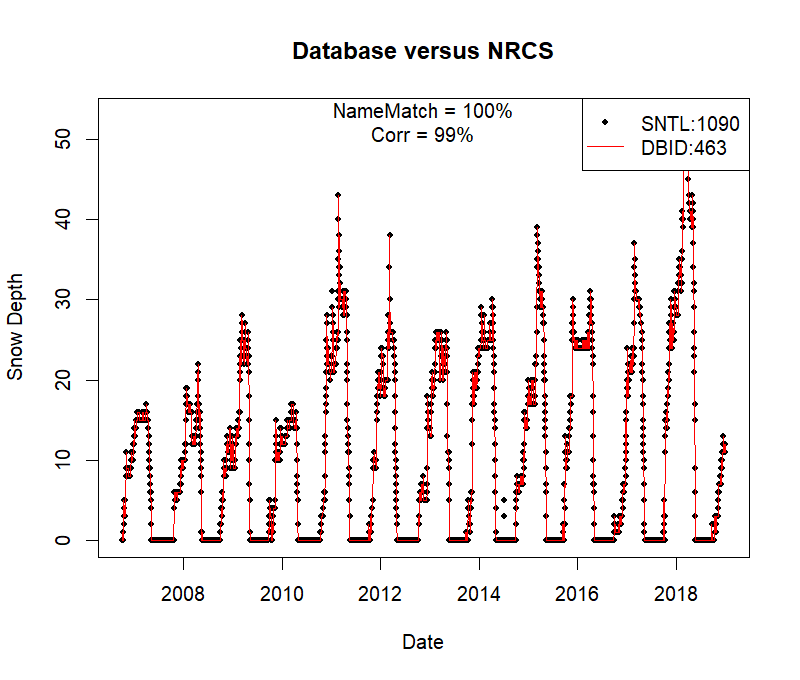 Database versus NRCS
NameMatch = 100%
Corr = 99%
SNTL:1090
DBID:463
Snow Depth
50
40
30
20
10
0
2008 2010 2012 2014 2016 2018
Date